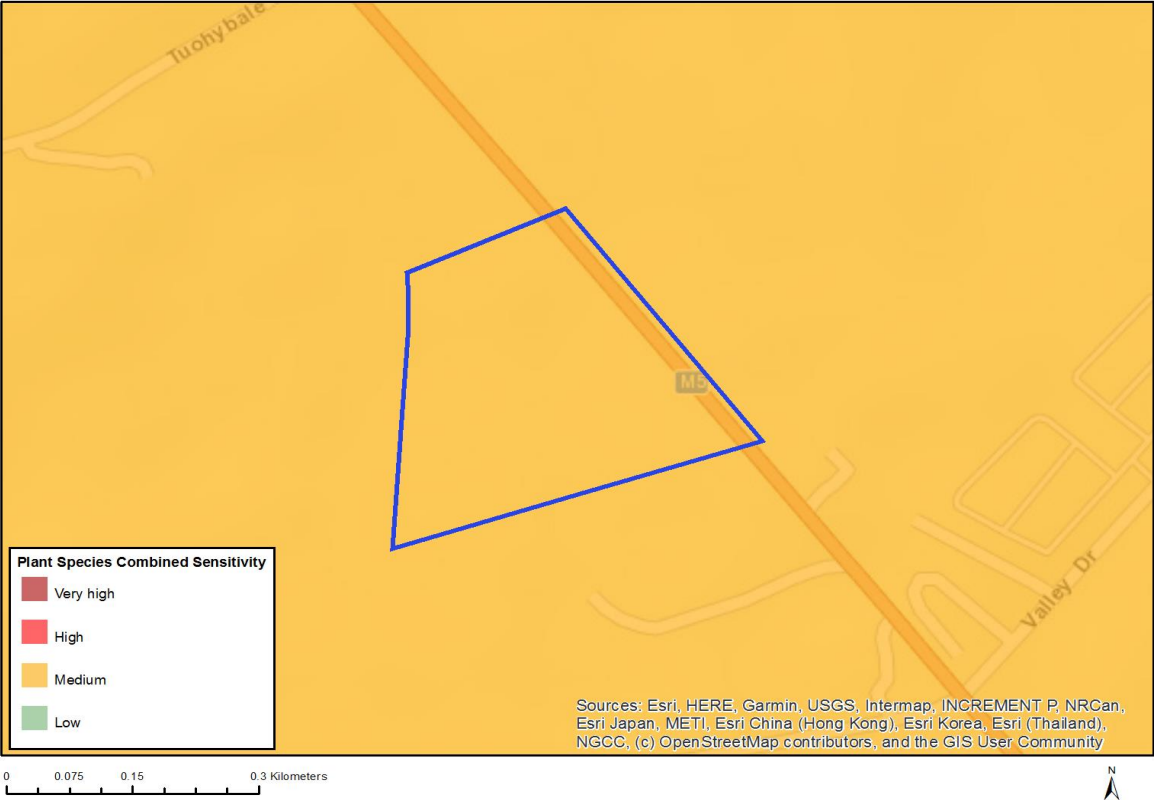 Tuohybale
M5
Valley Dr
Plant Species Combined Sensitivity
Very high
High
Medium
Low
Sources: Esri, HERE, Garmin, USGS, Intermap, INCREMENT P, NRCan,
Esri Japan, METI, Esri China (Hong Kong), Esri Korea, Esri (Thailand),
NGCC, (c) OpenStreetMap contributors, and the GIS User Community
0 0.075 0.15 0.3 Kilometers
N